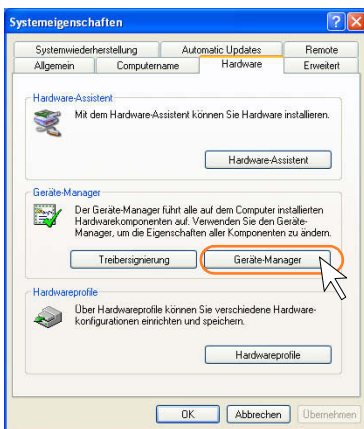 Systemeigenschaften
Systemwiederherstellung Automatic Updates Remote
Allgemein Computername Hardware Erweitert
Hardware-Assistent
Mit dem Hardware-Assistent können Sie Hardware installieren.
Hardware-Assistent
Geräte-Manager
Der Geräte-Manager führt alle auf dem Computer installierten
Hardwarekomponenten auf. Verwenden Sie den Geräte-
Manager, um die Eigenschaften aller Komponenten zu ändern.
Treibersignierung Geräte-Manager
Hardwareprofile
Über Hardwareprofile können Sie verschiedene Hardware-
konfigurationen einrichten und speichern.
Hardwareprofile
OK Abbrechen Übernehmen